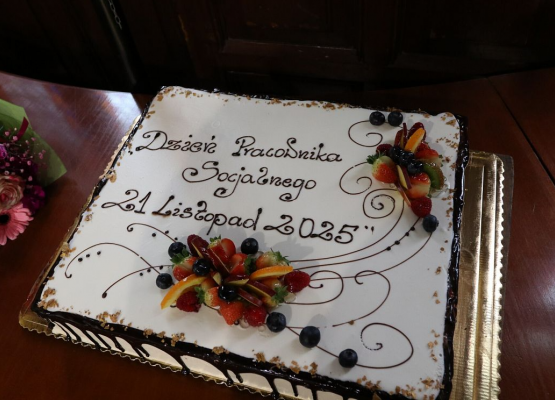 Dzień Pracownika
Socjalnego
21 Listopad 2025"